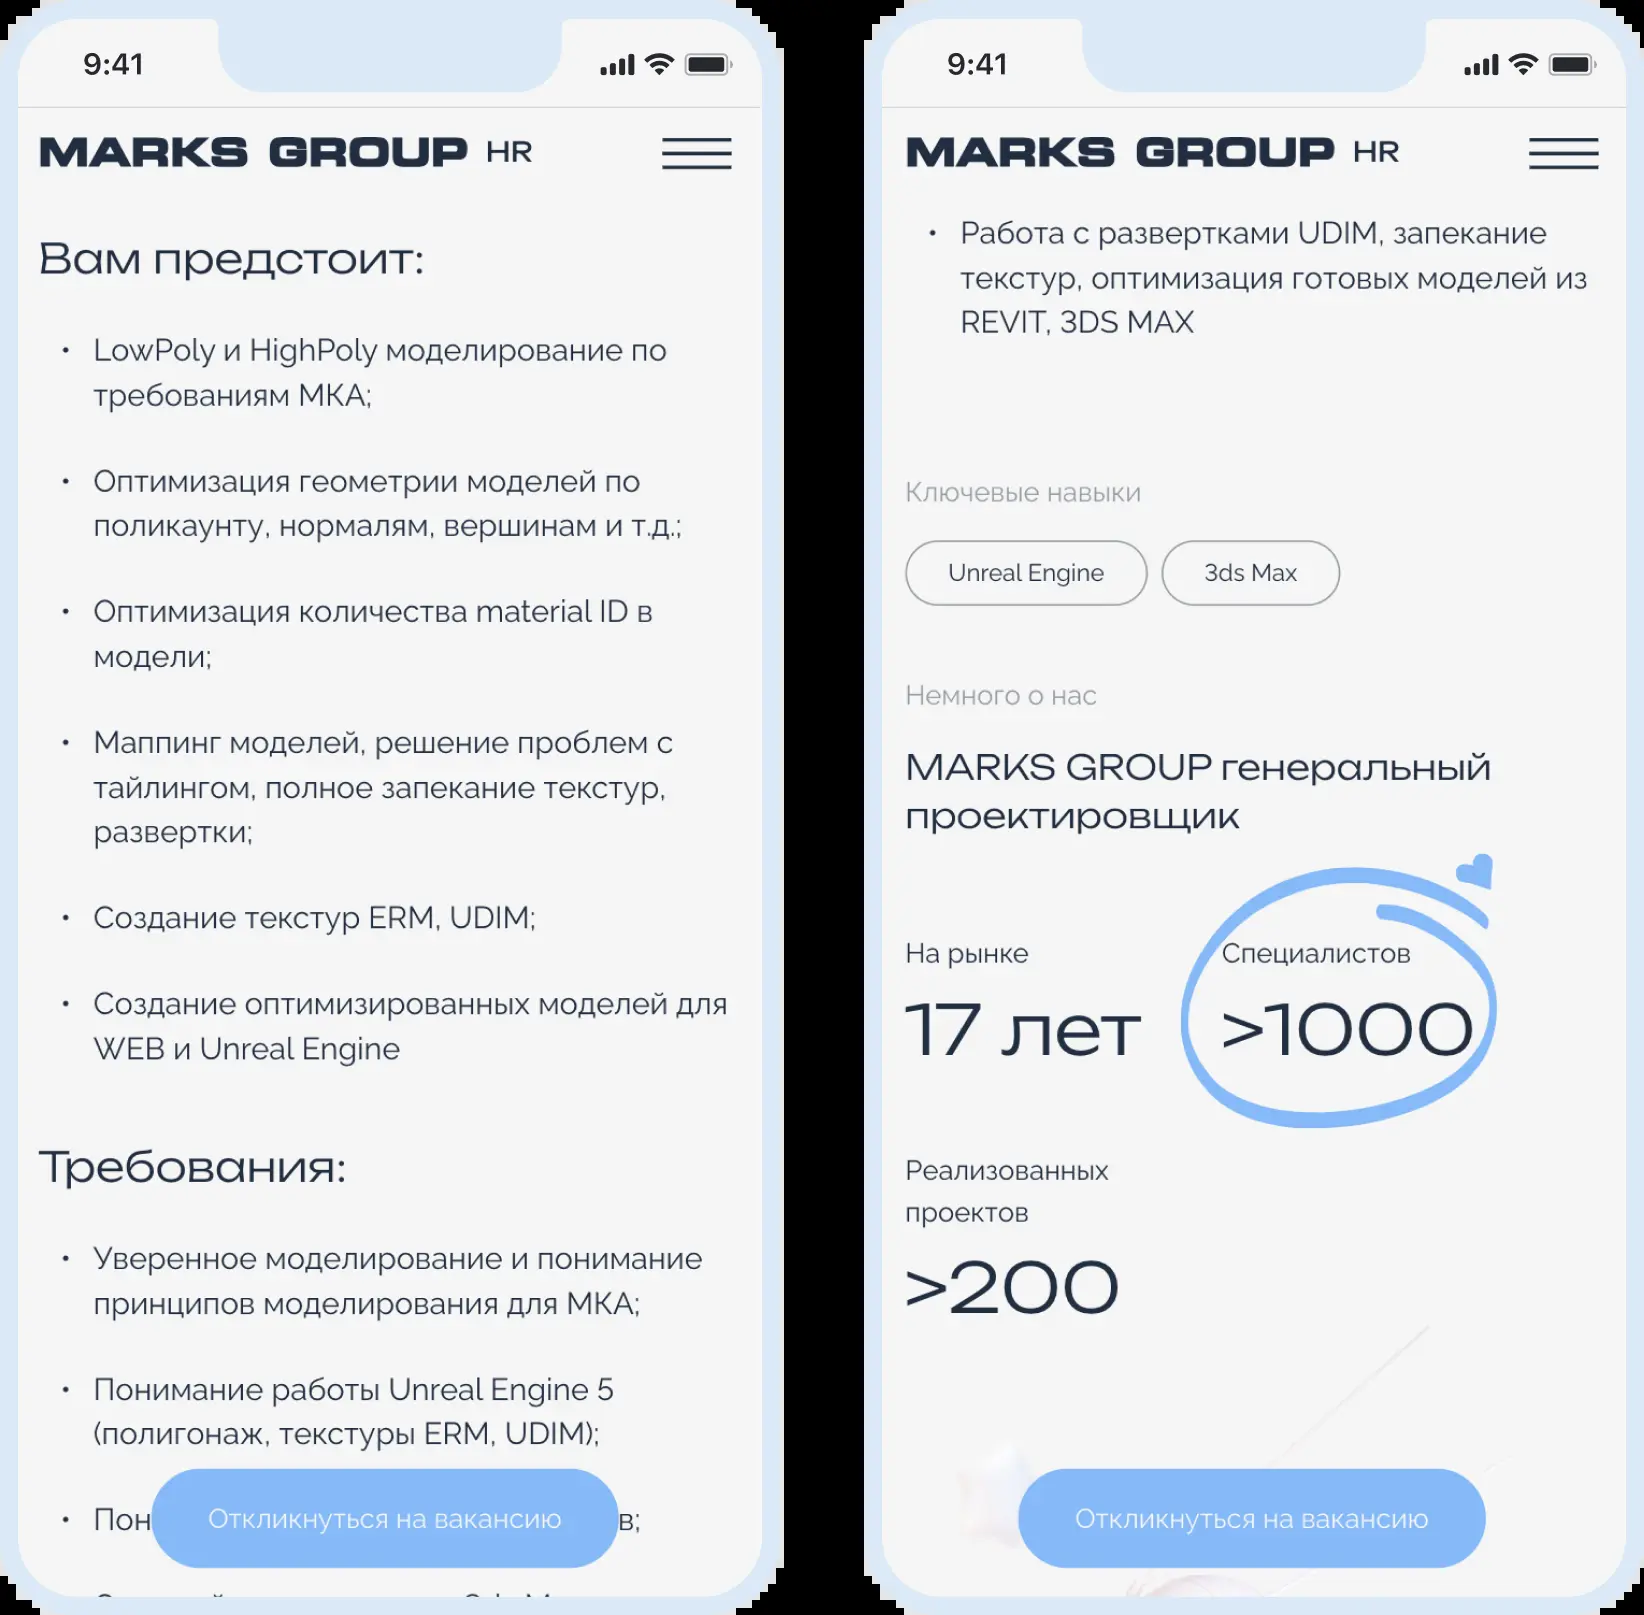 9:41
MARKS GROUP HR
Вам предстоит:
• LowPoly и HighPoly моделирование по
требованиям МКА;
• Оптимизация геометрии моделей по
поликаунту, нормалям, вершинам и т.д.;
• Оптимизация количества material ID в
модели;
• Маппинг моделей, решение проблем с
тайлингом, полное запекание текстур,
развертки;
• Создание текстур ERM, UDIM;
• Создание оптимизированных моделей для
WEB и Unreal Engine
Требования:
• Уверенное моделирование и понимание
принципов моделирования для МКА;
• Понимание работы Unreal Engine 5
(полигонаж, текстуры ERM, UDIM);
Откликнуться на вакансию
9:41
MARKS GROUP HR
• Работа с развертками UDIM, запекание
текстур, оптимизация готовых моделей из
REVIT, 3DS MAX
Ключевые навыки
Unreal Engine 3ds Max
Немного о нас
MARKS GROUP генеральный
проектировщик
На рынке Специалистов
17 лет >1000
Реализованных
проектов
>200
Откликнуться на вакансию